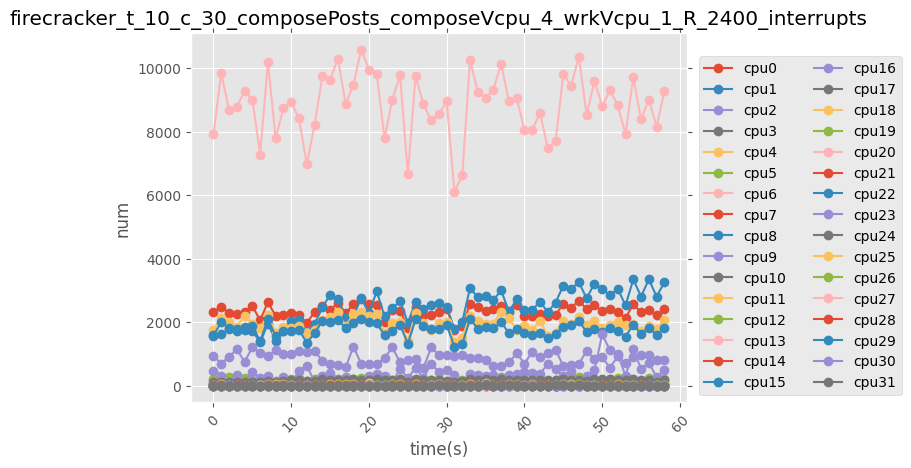 firecracker_t_10_c_30_composePosts_composeVcpu_4_wrkVcpu_1_R_2400_interrupts
10000
8000
6000
4000
2000
0
num
0
10
20
30
40
50
60
time(s)
cpu0
cpu1
cpu2
cpu3
cpu4
cpu5
cpu6
cpu7
cpu8
cpu9
cpu10
cpu11
cpu12
cpu13
cpu14
cpu15
cpu16
cpu17
cpu18
cpu19
cpu20
cpu21
cpu22
cpu23
cpu24
cpu25
cpu26
cpu27
cpu28
cpu29
cpu30
cpu31